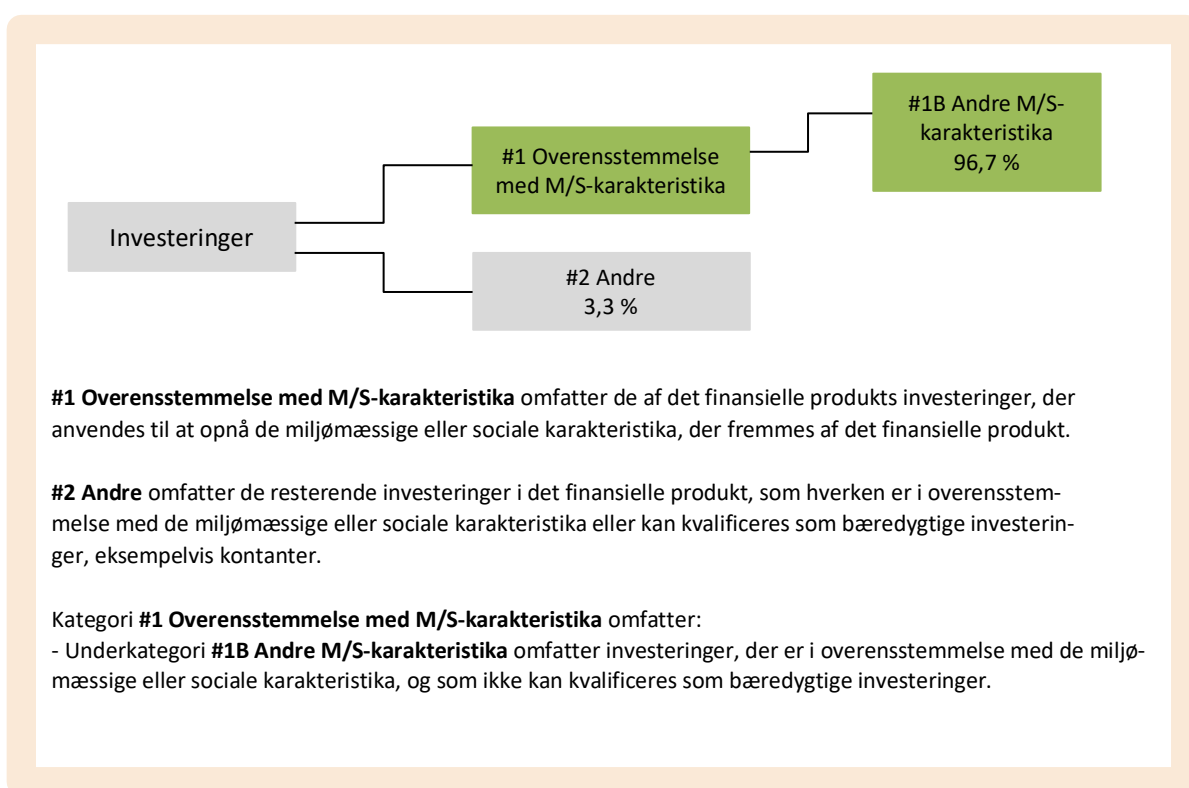 #1B Andre M/S-
karakteristika
96,7 %
#1 Overensstemmelse
med M/S-karakteristika
Investeringer
#2 Andre
3,3 %
#1 Overensstemmelse med M/S-karakteristika omfatter de af det finansielle produkts investeringer, der
anvendes til at opnå de miljømæssige eller sociale karakteristika, der fremmes af det finansielle produkt.
#2 Andre omfatter de resterende investeringer i det finansielle produkt, som hverken er i overensstem-
melse med de miljømæssige eller sociale karakteristika eller kan kvalificeres som bæredygtige investerin-
ger, eksempelvis kontanter.
Kategori #1 Overensstemmelse med M/S-karakteristika omfatter:
- Underkategori #1B Andre M/S-karakteristika omfatter investeringer, der er i overensstemmelse med de miljø-
mæssige eller sociale karakteristika, og som ikke kan kvalificeres som bæredygtige investeringer.